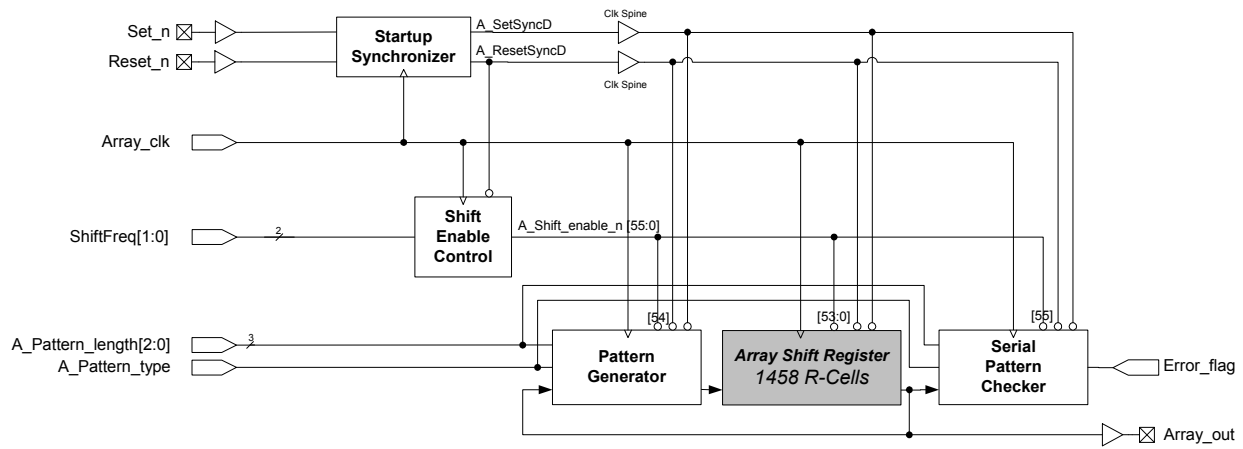 Clk Spine
Set_n
A_SetSyncD
Startup
Synchronizer
A_ResetSyncD
Reset_n
Clk Spine
Array_clk
Shift
Enable
Control
ShiftFreq[1:0]
2
A_Shift_enable_n [55:0]
[54]
[53:0]
[55]
A_Pattern_length[2:0]
3
A_Pattern_type
Pattern
Generator
Array Shift Register
1458 R-Cells
Serial
Pattern
Checker
Error_flag
Array_out